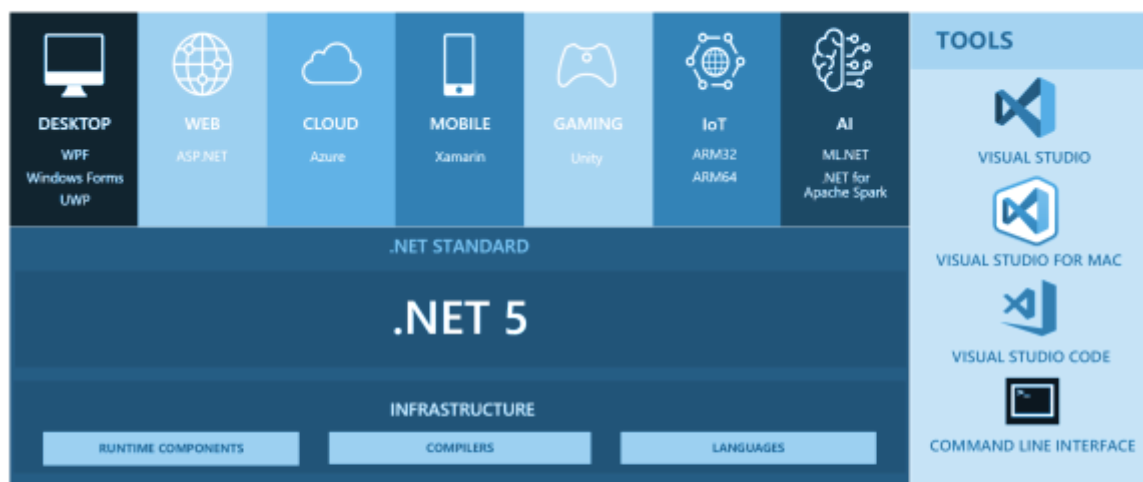 DESKTOP
WPF
Windows Forms
UWP
WEB
ASP.NET
CLOUD
Azure
MOBILE
Xamarin
GAMING
Unity
IoT
ARM32
ARM64
AI
ML.NET
.NET for
Apache Spark
.NET STANDARD
.NET 5
INFRASTRUCTURE
RUNTIME COMPONENTS
COMPILERS
LANGUAGES
TOOLS
VISUAL STUDIO
VISUAL STUDIO FOR MAC
VISUAL STUDIO CODE
COMMAND LINE INTERFACE